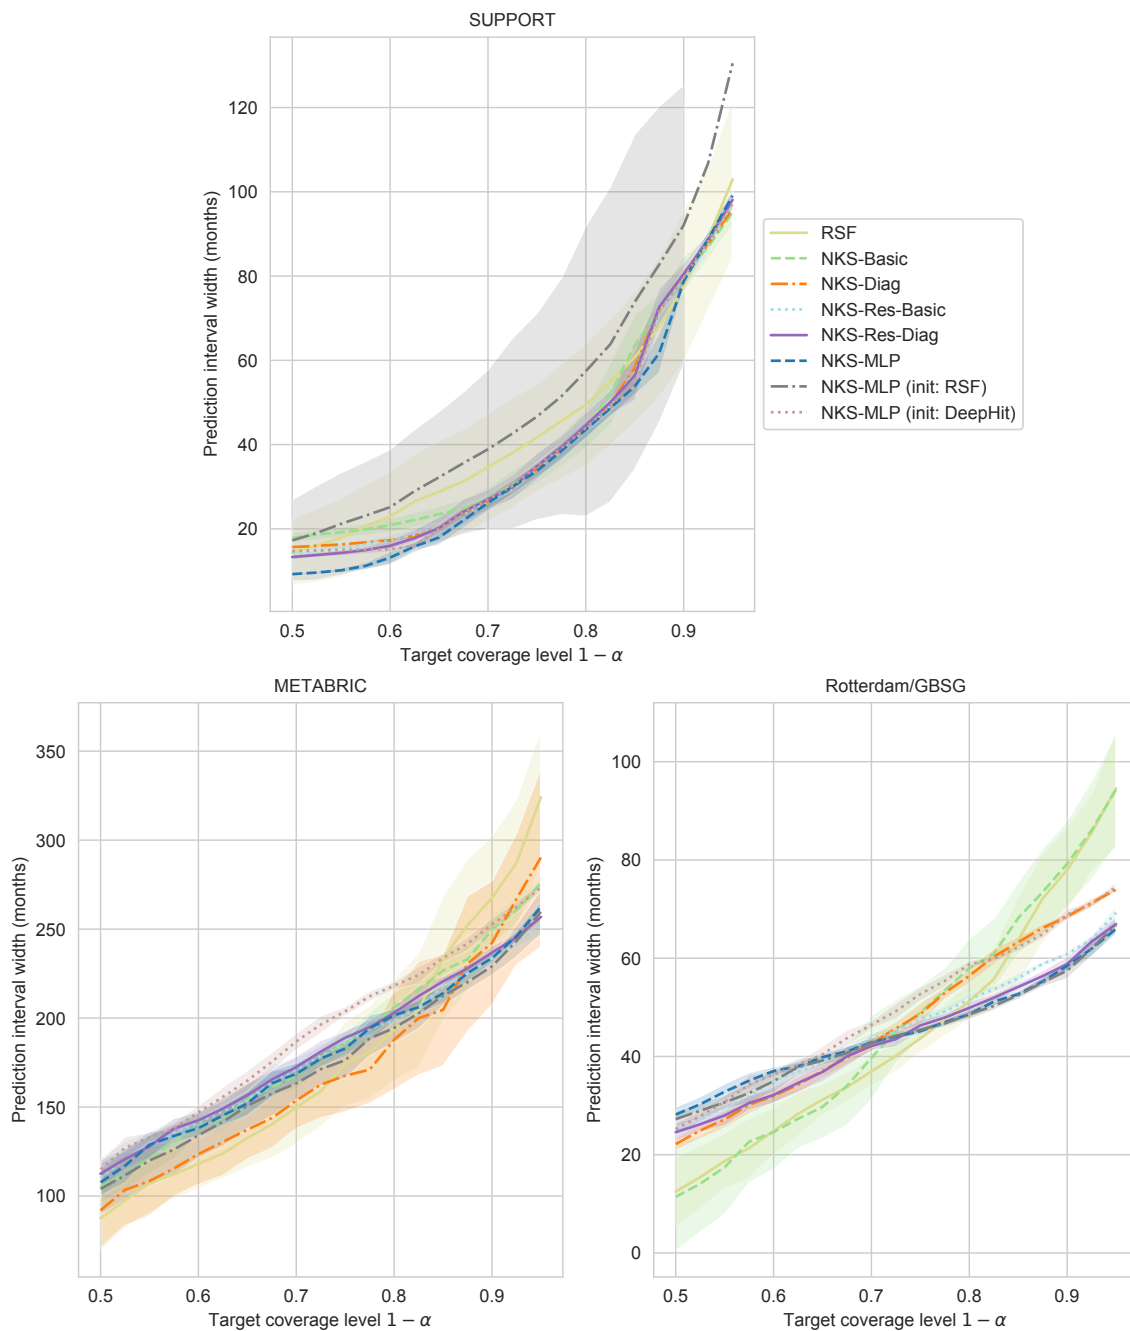 SUPPORT
Prediction interval width (months)
120
100
80
60
40
20
0.5 0.6 0.7 0.8 0.9
Target coverage level 1 − α
RSF
NKS-Basic
NKS-Diag
NKS-Res-Basic
NKS-Res-Diag
NKS-MLP
NKS-MLP (init: RSF)
NKS-MLP (init: DeepHit)
METABRIC
Prediction interval width (months)
350
300
250
200
150
100
0.5 0.6 0.7 0.8 0.9
Target coverage level 1 − α
Rotterdam/GBSG
Prediction interval width (months)
100
80
60
40
20
0
0.5 0.6 0.7 0.8 0.9
Target coverage level 1 − α